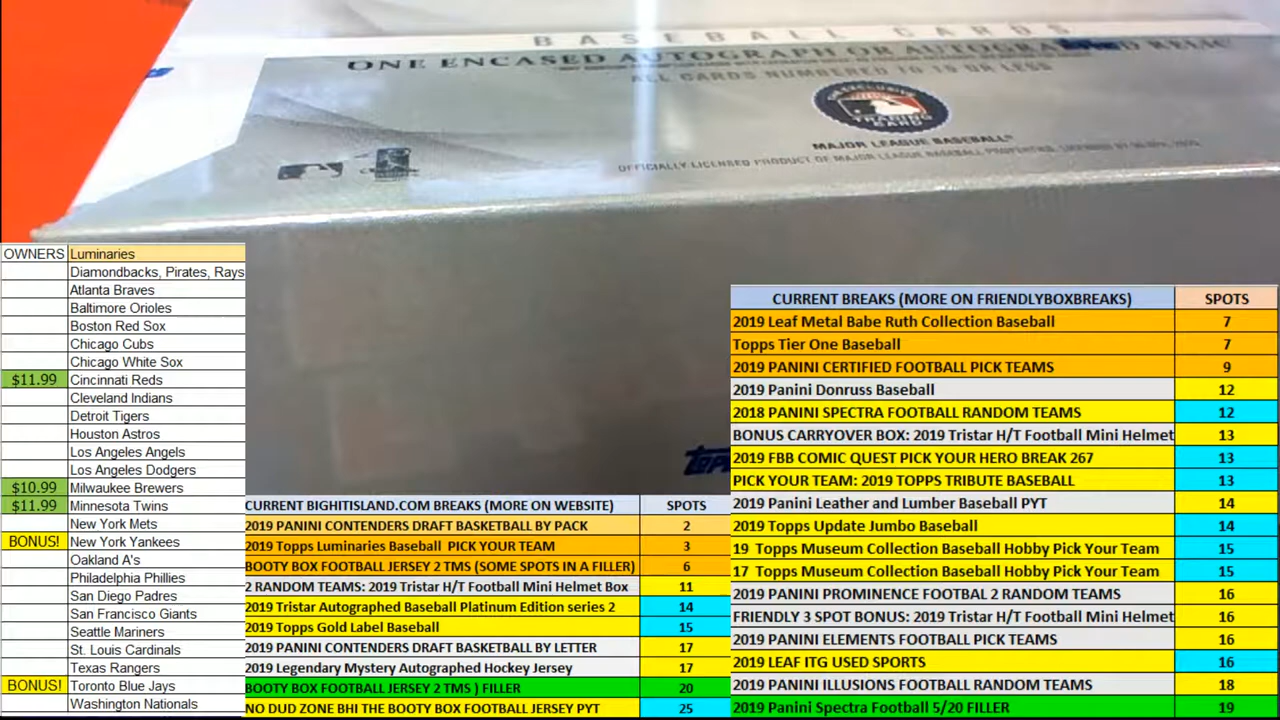 BASEBALL CARDS
ONE ENCASED AUTOGRAPH OR AUTOGRAPHED RELIC
ALL CARDS NUMBERED TO 15 OR LESS
MAJOR LEAGUE BASEBALL
OFFICIALLY LICENSED PRODUCT OF MAJOR LEAGUE BASEBALL PROPERTIES,
OWNERS Luminaries
Diamondbacks, Pirates, Rays
Atlanta Braves
Baltimore Orioles
Boston Red Sox
Chicago Cubs
Chicago White Sox
$11.99 Cincinnati Reds
Cleveland Indians
Detroit Tigers
Houston Astros
Los Angeles Angels
Los Angeles Dodgers
$10.99 Milwaukee Brewers
$11.99 Minnesota Twins
New York Mets
BONUS! New York Yankees
Oakland A's
Philadelphia Phillies
San Diego Padres
San Francisco Giants
Seattle Mariners
St. Louis Cardinals
Texas Rangers
BONUS! Toronto Blue Jays
Washington Nationals
CURRENT BIGHITISLAND.COM BREAKS (MORE ON WEBSITE) SPOTS
2019 PANINI CONTENDERS DRAFT BASKETBALL BY PACK 2
2019 Topps Luminaries Baseball PICK YOUR TEAM 3
BOOTY BOX FOOTBALL JERSEY 2 TMS (SOME SPOTS IN A FILLER) 6
2 RANDOM TEAMS: 2019 Tristar H/T Football Mini Helmet Box 11
2019 Tristar Autographed Baseball Platinum Edition series 2 14
2019 Topps Gold Label Baseball 15
2019 PANINI CONTENDERS DRAFT BASKETBALL BY LETTER 17
2019 Legendary Mystery Autographed Hockey Jersey 17
BOOTY BOX FOOTBALL JERSEY 2 TMS ) FILLER 20
NO DUD ZONE BHI THE BOOTY BOX FOOTBALL JERSEY PYT 25
CURRENT BREAKS (MORE ON FRIENDLYBOXBREAKS) SPOTS
2019 Leaf Metal Babe Ruth Collection Baseball 7
Topps Tier One Baseball 7
2019 PANINI CERTIFIED FOOTBALL PICK TEAMS 9
2019 Panini Donruss Baseball 12
2018 PANINI SPECTRA FOOTBALL RANDOM TEAMS 12
BONUS CARRYOVER BOX: 2019 Tristar H/T Football Mini Helmet 13
2019 FBB COMIC QUEST PICK YOUR HERO BREAK 267 13
PICK YOUR TEAM: 2019 TOPPS TRIBUTE BASEBALL 13
2019 Panini Leather and Lumber Baseball PYT 14
2019 Topps Update Jumbo Baseball 14
19 Topps Museum Collection Baseball Hobby Pick Your Team 15
17 Topps Museum Collection Baseball Hobby Pick Your Team 15
2019 PANINI PROMINENCE FOOTBAL 2 RANDOM TEAMS 16
FRIENDLY 3 SPOT BONUS: 2019 Tristar H/T Football Mini Helmet 16
2019 PANINI ELEMENTS FOOTBALL PICK TEAMS 16
2019 LEAF ITG USED SPORTS 16
2019 PANINI ILLUSIONS FOOTBALL RANDOM TEAMS 18
2019 Panini Spectra Football 5/20 FILLER 19